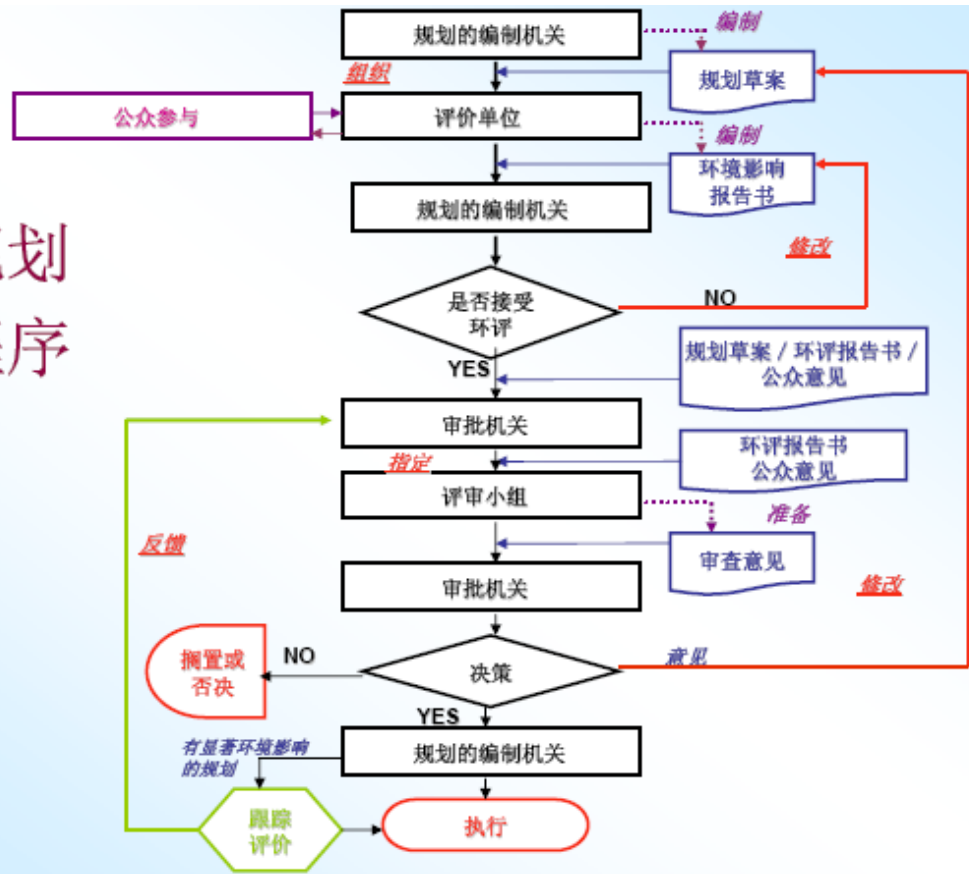 规划的编制机关
编制
规划草案
组织
公众参与
评价单位
编制
环境影响
报告书
规划的编制机关
划
序
修改
是否接受
环评
NO
YES
规划草案 / 环评报告书 /
公众意见
审批机关
指定
环评报告书
公众意见
评审小组
准备
反馈
审查意见
审批机关
修改
搁置或
否决
NO
决策
意见
YES
规划的编制机关
有显著环境影响
的规划
跟踪
评价
执行